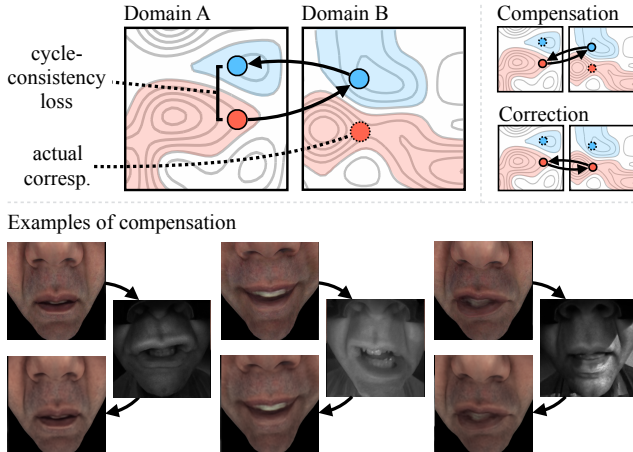 Domain A
Domain B
cycle-
consistency
loss
actual
corresp.
Compensation
Correction
Examples of compensation